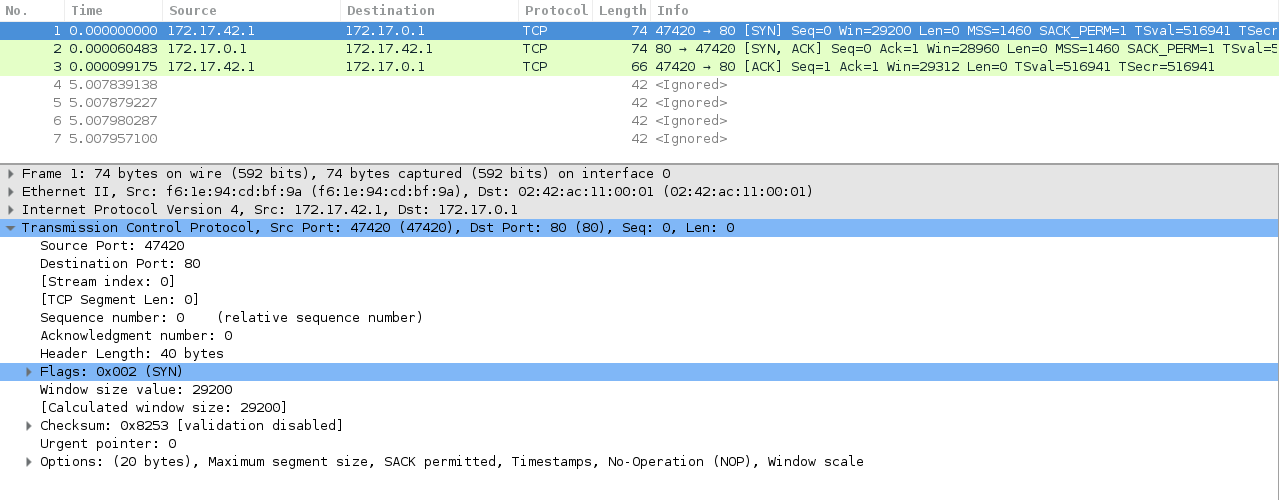 No. Time Source Destination Protocol Length Info
1 0.000000000 172.17.42.1 172.17.0.1 TCP 74 47420 → 80 [SYN] Seq=0 Win=29200 Len=0 MSS=1460 SACK_PERM=1 TSval=516941 TSecr
2 0.000060483 172.17.0.1 172.17.42.1 TCP 74 80 → 47420 [SYN, ACK] Seq=0 Ack=1 Win=28960 Len=0 MSS=1460 SACK_PERM=1 TSval=5
3 0.000099175 172.17.42.1 172.17.0.1 TCP 66 47420 → 80 [ACK] Seq=1 Ack=1 Win=29312 Len=0 TSval=516941 TSecr=516941
4 5.007839138 42 <Ignored>
5 5.007879227 42 <Ignored>
6 5.007980287 42 <Ignored>
7 5.007957100 42 <Ignored>
Frame 1: 74 bytes on wire (592 bits), 74 bytes captured (592 bits) on interface 0
Ethernet II, Src: f6:1e:94:cd:bf:9a (f6:1e:94:cd:bf:9a), Dst: 02:42:ac:11:00:01 (02:42:ac:11:00:01)
Internet Protocol Version 4, Src: 172.17.42.1, Dst: 172.17.0.1
Transmission Control Protocol, Src Port: 47420 (47420), Dst Port: 80 (80), Seq: 0, Len: 0
Source Port: 47420
Destination Port: 80
[Stream index: 0]
[TCP Segment Len: 0]
Sequence number: 0 (relative sequence number)
Acknowledgment number: 0
Header Length: 40 bytes
Flags: 0x002 (SYN)
Window size value: 29200
[Calculated window size: 29200]
Checksum: 0x8253 [validation disabled]
Urgent pointer: 0
Options: (20 bytes), Maximum segment size, SACK permitted, Timestamps, No-Operation (NOP), Window scale